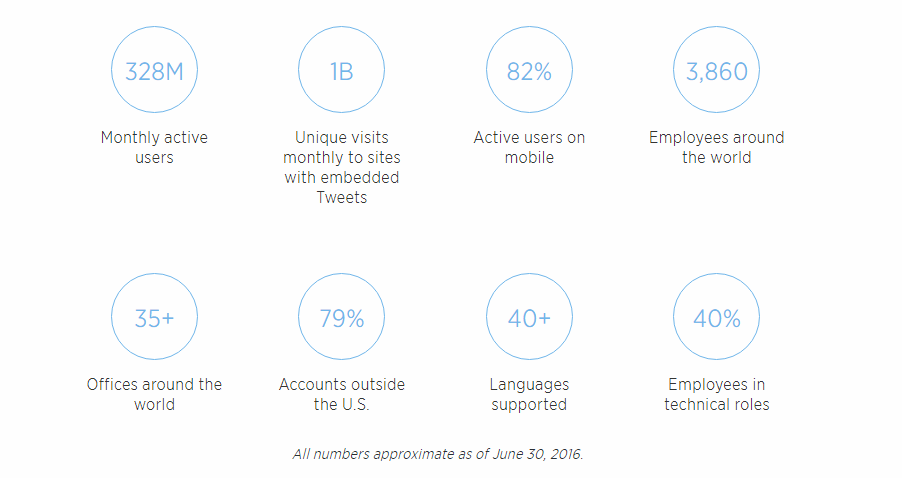 328M
Monthly active
users
1B
Unique visits
monthly to sites
with embedded
Tweets
82%
Active users on
mobile
3,860
Employees around
the world
35+
Offices around the
world
79%
Accounts outside
the U.S.
40+
Languages
supported
40%
Employees in
technical roles
All numbers approximate as of June 30, 2016.